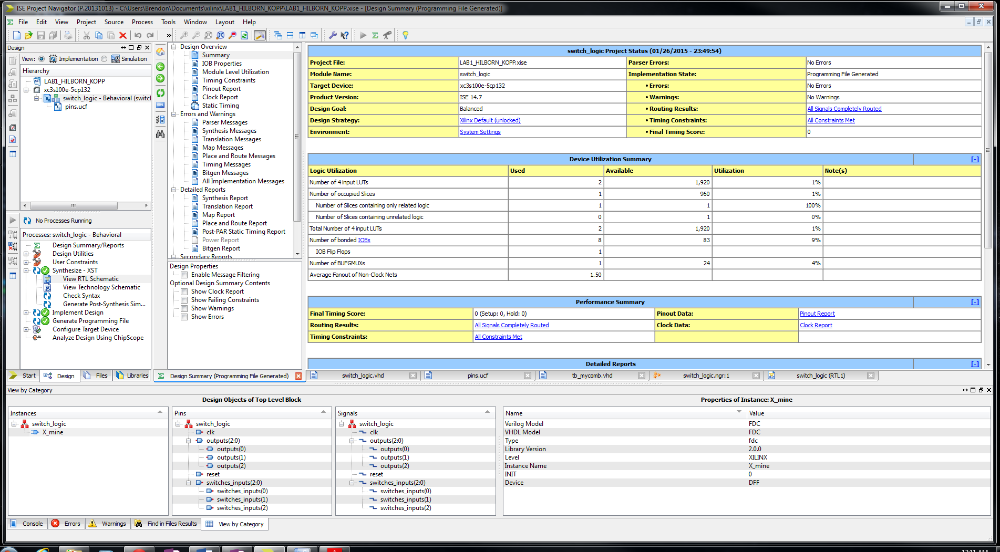 ISE Project Navigator (P.20131013) - C:\Users\Brendon\Documents\xilinx\LAB1_HILBORN_KOPP\LAB1_HILBORN_KOPP.xise - [Design Summary (Programming File Generated)]
File Edit View Project Source Process Tools Window Layout Help
»
Design
View: Implementation Simulation
Hierarchy
LAB1_HILBORN_KOPP
xc3s100e-5cp132
switch_logic - Behavioral (switcl
pins.ucf
No Processes Running
Processes: switch_logic - Behavioral
Design Summary/Reports
Design Utilities
User Constraints
Synthesize - XST
View RTL Schematic
View Technology Schematic
Check Syntax
Generate Post-Synthesis Sim...
Implement Design
Generate Programming File
Configure Target Device
Analyze Design Using ChipScope
Start Design Files Libraries
Design Overview
Summary
IOB Properties
Module Level Utilization
Timing Constraints
Pinout Report
Clock Report
Static Timing
Errors and Warnings
Parser Messages
Synthesis Messages
Translation Messages
Map Messages
Place and Route Messages
Timing Messages
Bitgen Messages
All Implementation Messages
Detailed Reports
Synthesis Report
Translation Report
Map Report
Place and Route Report
Post-PAR Static Timing Report
Power Report
Bitgen Report
Secondary Reports
Design Properties
Enable Message Filtering
Optional Design Summary Contents
Show Clock Report
Show Failing Constraints
Show Warnings
Show Errors
switch_logic Project Status (01/26/2015 - 23:49:54)
Project File: LAB1_HILBORN_KOPP.xise Parser Errors: No Errors
Module Name: switch_logic Implementation State: Programming File Generated
Target Device: xc3s100e-5cp132 • Errors: No Errors
Product Version: ISE 14.7 • Warnings: No Warnings
Design Goal: Balanced • Routing Results: All Signals Completely Routed
Design Strategy: Xilinx Default (unlocked) • Timing Constraints: All Constraints Met
Environment: System Settings • Final Timing Score: 0
Device Utilization Summary [-]
Logic Utilization Used Available Utilization Note(s)
Number of 4 input LUTs 2 1,920 1%
Number of occupied Slices 1 960 1%
Number of Slices containing only related logic 1 1 100%
Number of Slices containing unrelated logic 0 1 0%
Total Number of 4 input LUTs 2 1,920 1%
Number of bonded IOBs 8 83 9%
IOB Flip Flops 1
Number of BUFGMUXs 1 24 4%
Average Fanout of Non-Clock Nets 1.50
Performance Summary [-]
Final Timing Score: 0 (Setup: 0, Hold: 0) Pinout Data: Pinout Report
Routing Results: All Signals Completely Routed Clock Data: Clock Report
Timing Constraints: All Constraints Met
Detailed Reports [-]
Design Summary (Programming File Generated) switch_logic.vhd pins.ucf tb_mycomb.vhd switch_logic.ngr:1 switch_logic (RTL1)
View by Category
Design Objects of Top Level Block
Properties of Instance: X_mine
Instances
switch_logic
X_mine
Pins
switch_logic
clk
outputs(2:0)
outputs(0)
outputs(1)
outputs(2)
reset
switches_inputs(2:0)
switches_inputs(0)
switches_inputs(1)
switches_inputs(2)
Signals
switch_logic
clk
outputs(2:0)
outputs(0)
outputs(1)
outputs(2)
reset
switches_inputs(2:0)
switches_inputs(0)
switches_inputs(1)
switches_inputs(2)
Name Value
Verilog Model FDC
VHDL Model FDC
Type fdc
Library Version 2.0.0
Level XILINX
Instance Name X_mine
INIT 0
Device DFF
Console Errors Warnings Find in Files Results View by Category
12:11 AM